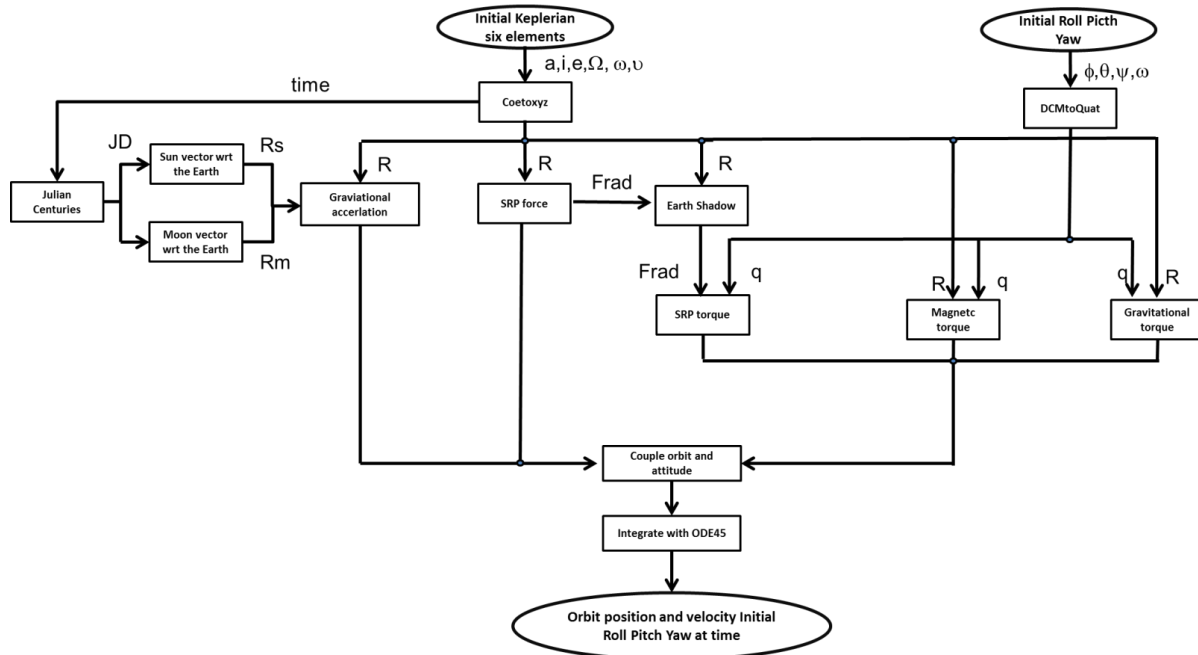 Initial Keplerian
six elements
Initial Roll Picth
Yaw
a,i,e,Ω, ω,υ
ϕ,θ,ψ,ω
time
Coetoxyz
DCMtoQuat
JD
Sun vector wrt
the Earth
Rs
R
R
R
Frad
Julian
Centuries
Graviational
accerlation
SRP force
Earth Shadow
Moon vector
wrt the Earth
Rm
Frad
q
R
q
q
R
SRP torque
Magnetc
torque
Gravitational
torque
Couple orbit and
attitude
Integrate with ODE45
Orbit position and velocity Initial
Roll Pitch Yaw at time